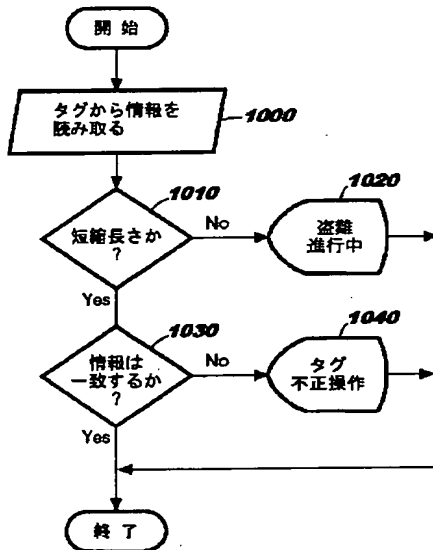 開始
タグから情報を
読み取る
1000
1010
短縮長さか
?
No
1020
盗難
進行中
Yes
1030
情報は
一致するか
?
No
1040
タグ
不正操作
Yes
終了